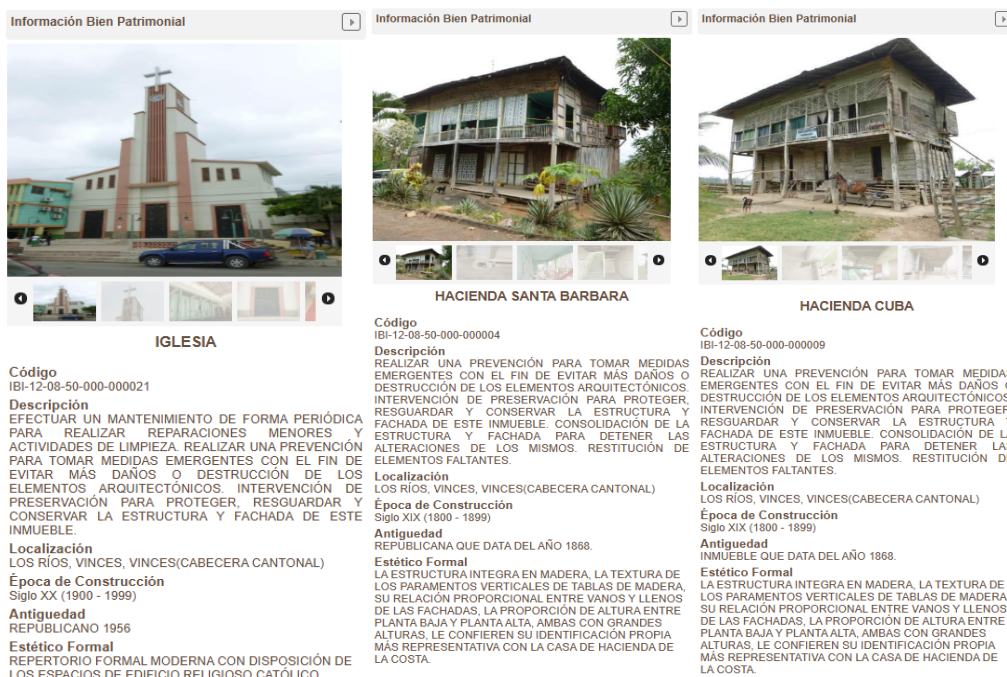 Información Bien Patrimonial
IGLESIA
Código
IBI-12-08-50-000-000021
Descripción
EFECTUAR UN MANTENIMIENTO DE FORMA PERIÓDICA
PARA REALIZAR REPARACIONES MENORES Y
ACTIVIDADES DE LIMPIEZA. REALIZAR UNA PREVENCIÓN
PARA TOMAR MEDIDAS EMERGENTES CON EL FIN DE
EVITAR MÁS DAÑOS O DESTRUCCIÓN DE LOS
ELEMENTOS ARQUITECTÓNICOS. INTERVENCIÓN DE
PRESERVACIÓN PARA PROTEGER, RESGUARDAR Y
CONSERVAR LA ESTRUCTURA Y FACHADA DE ESTE
INMUEBLE.
Localización
LOS RÍOS, VINCES, VINCES(CABECERA CANTONAL)
Época de Construcción
Siglo XX (1900 - 1999)
Antiguedad
REPUBLICANO 1956
Estético Formal
REPERTORIO FORMAL MODERNA CON DISPOSICIÓN DE
LOS ESPACIOS DE EDIFICIO RELIGIOSO CATÓLICO
Información Bien Patrimonial
HACIENDA SANTA BARBARA
Código
IBI-12-08-50-000-000004
Descripción
REALIZAR UNA PREVENCIÓN PARA TOMAR MEDIDAS
EMERGENTES CON EL FIN DE EVITAR MÁS DAÑOS O
DESTRUCCIÓN DE LOS ELEMENTOS ARQUITECTÓNICOS.
INTERVENCIÓN DE PRESERVACIÓN PARA PROTEGER,
RESGUARDAR Y CONSERVAR LA ESTRUCTURA Y
FACHADA DE ESTE INMUEBLE. CONSOLIDACIÓN DE LA
ESTRUCTURA Y FACHADA PARA DETENER LAS
ALTERACIONES DE LOS MISMOS. RESTITUCIÓN DE
ELEMENTOS FALTANTES.
Localización
LOS RÍOS, VINCES, VINCES(CABECERA CANTONAL)
Época de Construcción
Siglo XIX (1800 - 1899)
Antiguedad
REPUBLICANA QUE DATA DEL AÑO 1868.
Estético Formal
LA ESTRUCTURA INTEGRA EN MADERA, LA TEXTURA DE
LOS PARAMENTOS VERTICALES DE TABLAS DE MADERA,
SU RELACIÓN PROPORCIONAL ENTRE VANOS Y LLENOS
DE LAS FACHADAS, LA PROPORCIÓN DE ALTURA ENTRE
PLANTA BAJA Y PLANTA ALTA, AMBAS CON GRANDES
ALTURAS, LE CONFIEREN SU IDENTIFICACIÓN PROPIA
MÁS REPRESENTATIVA CON LA CASA DE HACIENDA DE
LA COSTA.
Información Bien Patrimonial
HACIENDA CUBA
Código
IBI-12-08-50-000-000009
Descripción
REALIZAR UNA PREVENCIÓN PARA TOMAR MEDIDAS
EMERGENTES CON EL FIN DE EVITAR MÁS DAÑOS O
DESTRUCCIÓN DE LOS ELEMENTOS ARQUITECTÓNICOS
INTERVENCIÓN DE PRESERVACIÓN PARA PROTEGER
RESGUARDAR Y CONSERVAR LA ESTRUCTURA Y
FACHADA DE ESTE INMUEBLE. CONSOLIDACIÓN DE LA
ESTRUCTURA Y FACHADA PARA DETENER LAS
ALTERACIONES DE LOS MISMOS. RESTITUCIÓN DE
ELEMENTOS FALTANTES.
Localización
LOS RÍOS, VINCES, VINCES(CABECERA CANTONAL)
Época de Construcción
Siglo XIX (1800 - 1899)
Antiguedad
INMUEBLE QUE DATA DEL AÑO 1868.
Estético Formal
LA ESTRUCTURA INTEGRA EN MADERA, LA TEXTURA DE
LOS PARAMENTOS VERTICALES DE TABLAS DE MADERA
SU RELACIÓN PROPORCIONAL ENTRE VANOS Y LLENOS
DE LAS FACHADAS, LA PROPORCIÓN DE ALTURA ENTRE
PLANTA BAJA Y PLANTA ALTA, AMBAS CON GRANDES
ALTURAS, LE CONFIEREN SU IDENTIFICACIÓN PROPIA
MÁS REPRESENTATIVA CON LA CASA DE HACIENDA DE
LA COSTA.